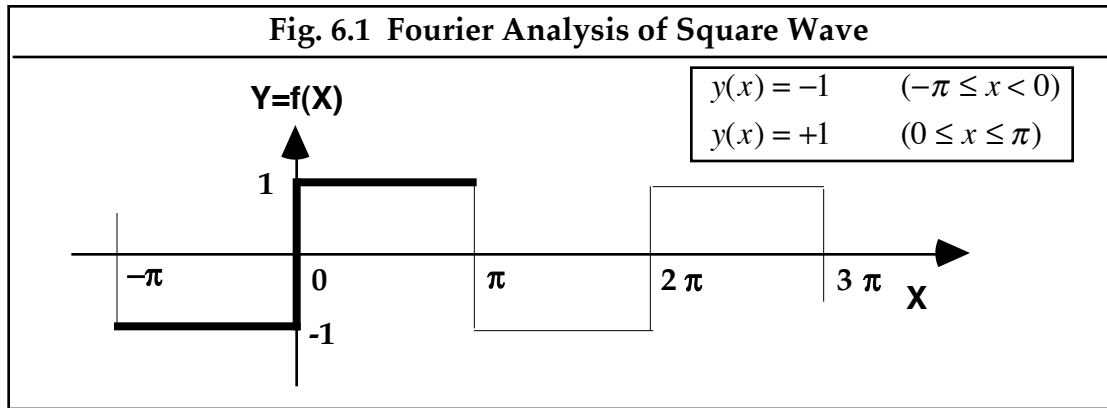 Fig. 6.1 Fourier Analysis of Square Wave
y(x) = −1 (−π ≤ x < 0)
y(x) = +1 (0 ≤ x ≤ π)
Y=f(X)
1
−π 0 π 2 π 3 π
X
-1